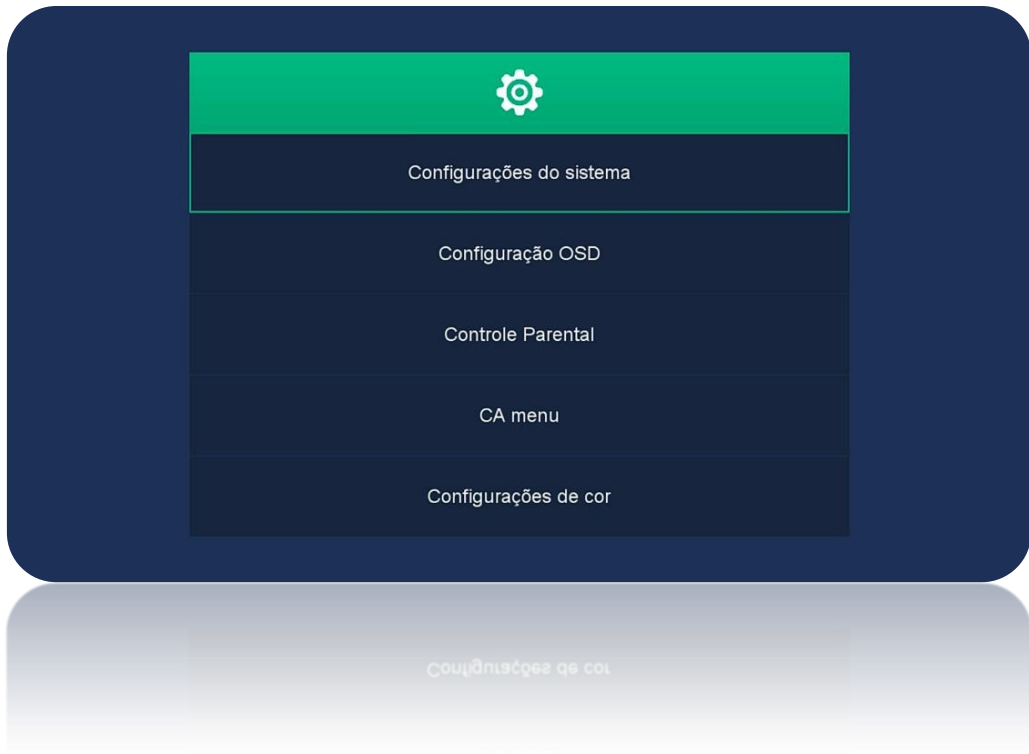 Configurações do sistema
Configuração OSD
Controle Parental
CA menu
Configurações de cor
Configurações de cor